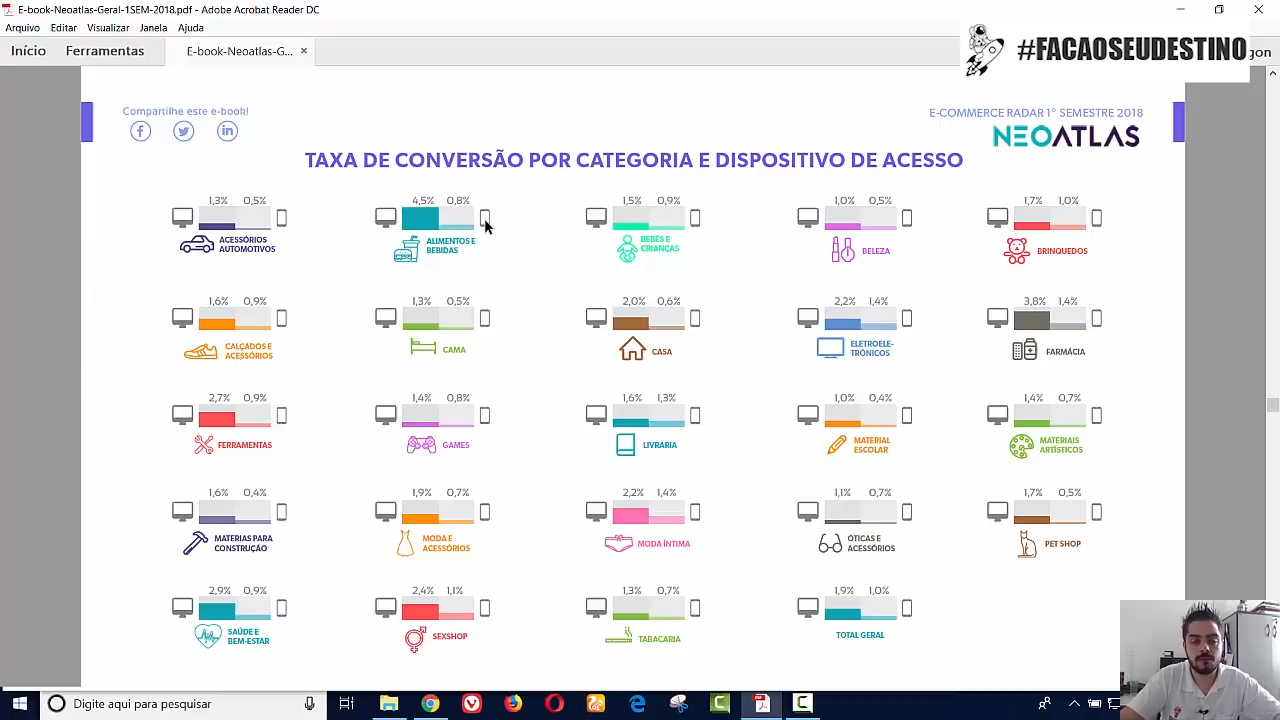 E-book-Neoatlas-Geral-1SEM-2018.pdf - Adobe Acrobat Reader DC
Arquivo Editar Visualizar Janela Ajuda
Início Ferramentas E-book-Neoatlas-G... ×
#FACAOSEUDESTINO
Compartilhe este e-book!
E-COMMERCE RADAR 1° SEMESTRE 2018
NEOATLAS
TAXA DE CONVERSÃO POR CATEGORIA E DISPOSITIVO DE ACESSO
1,3% 0,5%
ACESSÓRIOS
AUTOMOTIVOS
4,5% 0,8%
ALIMENTOS E
BEBIDAS
1,5% 0,9%
BEBÊS E
CRIANÇAS
1,0% 0,5%
BELEZA
1,7% 1,0%
BRINQUEDOS
1,6% 0,9%
CALÇADOS E
ACESSÓRIOS
1,3% 0,5%
CAMA
2,0% 0,6%
CASA
2,2% 1,4%
ELETROELE-
TRÔNICOS
3,8% 1,4%
FARMÁCIA
2,7% 0,9%
FERRAMENTAS
1,4% 0,8%
GAMES
1,6% 1,3%
LIVRARIA
1,0% 0,4%
MATERIAL
ESCOLAR
1,4% 0,7%
MATERIAIS
ARTÍSTICOS
1,6% 0,4%
MATERIAS PARA
CONSTRUÇÃO
1,9% 0,7%
MODA E
ACESSÓRIOS
2,2% 1,4%
MODA ÍNTIMA
1,1% 0,7%
ÓTICAS E
ACESSÓRIOS
1,7% 0,5%
PET SHOP
2,9% 0,9%
SAÚDE E
BEM-ESTAR
2,4% 1,1%
SEXSHOP
1,3% 0,7%
TABACARIA
1,9% 1,0%
TOTAL GERAL
Digite aqui para pesquisar